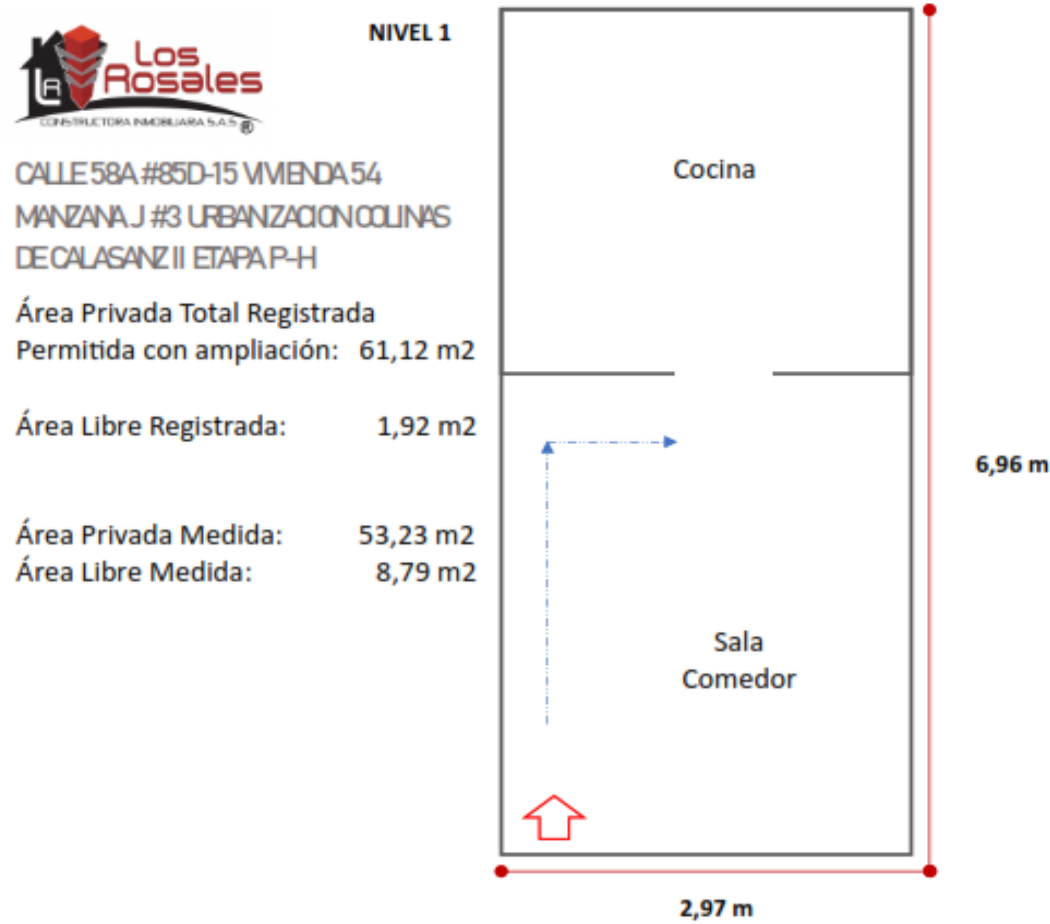 Los
Rosales
LR
CONSTRUCTORA INMOBILIARIA S.A.S ®
NIVEL 1
CALLE 58A #85D-15 VIVIENDA 54
MANZANA J #3 URBANIZACION COLINAS
DE CALASANZ II ETAPA P-H
Área Privada Total Registrada
Permitida con ampliación: 61,12 m2
Área Libre Registrada: 1,92 m2
Área Privada Medida: 53,23 m2
Área Libre Medida: 8,79 m2
Cocina
6,96 m
Sala
Comedor
2,97 m